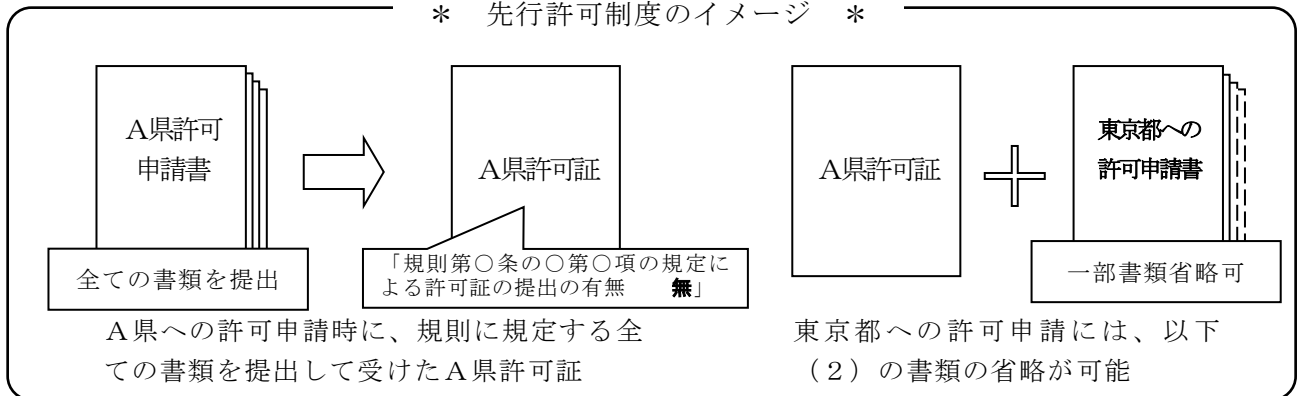 ＊　先行許可制度のイメージ　＊
Ａ県許可
申請書
全ての書類を提出
Ａ県許可証
「規則第〇条の〇第〇項の規定に
よる許可証の提出の有無　　無」
Ａ県への許可申請時に、規則に規定する全
ての書類を提出して受けたＡ県許可証
Ａ県許可証
東京都への
許可申請書
一部書類省略可
東京都への許可申請には、以下
（２）の書類の省略が可能